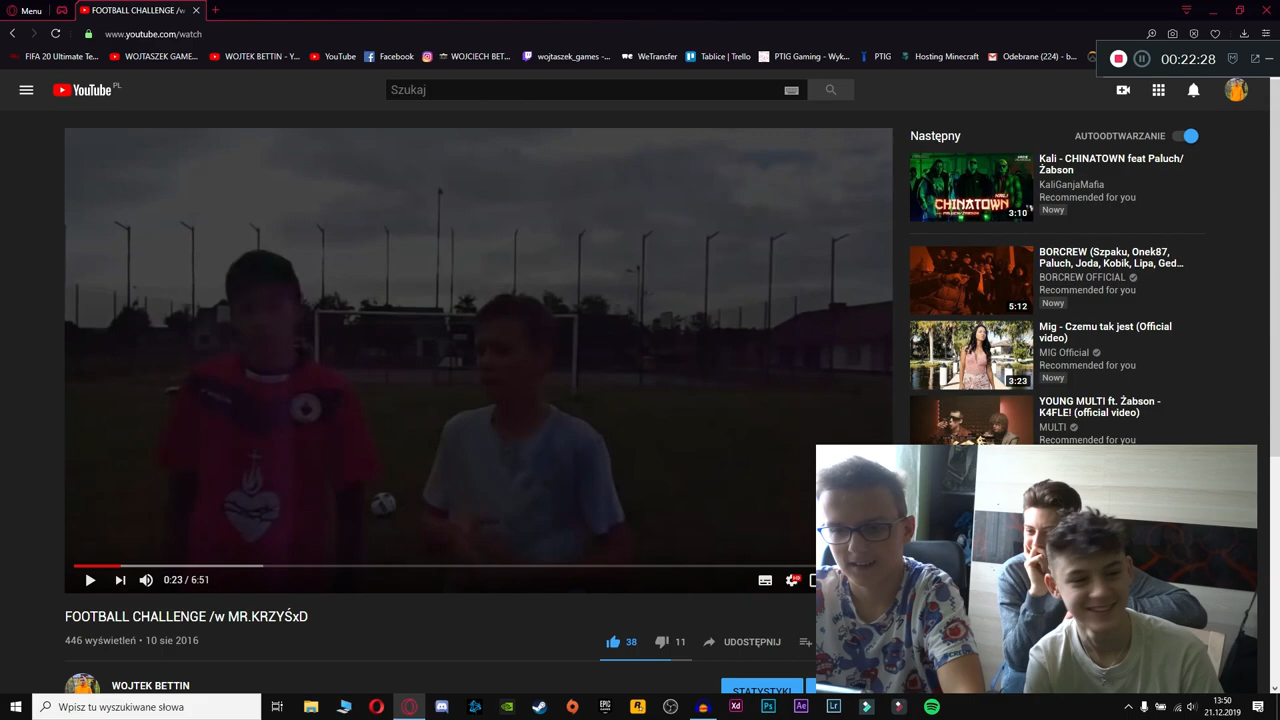 Menu
FOOTBALL CHALLENGE /w
www.youtube.com/watch
FIFA 20 Ultimate Te...
WOJTASZEK GAME...
WOJTEK BETTIN - Y...
YouTube
Facebook
WOJCIECH BET...
wojtaszek_games –...
WeTransfer
Tablice | Trello
PTIG Gaming - Wyk...
PTIG
Hosting Minecraft
Odebrane (224) - b...
00:22:28
YouTube PL
Szukaj
Następny
AUTOODTWARZANIE
CHINATOWN
3:10
Kali - CHINATOWN feat Paluch/
Żabson
KaliGanjaMafia
Recommended for you
Nowy
5:12
BORCREW (Szpaku, Onek87,
Paluch, Joda, Kobik, Lipa, Ged...
BORCREW OFFICIAL
Recommended for you
Nowy
3:23
Mig - Czemu tak jest (Official
video)
MIG Official
Recommended for you
Nowy
YOUNG MULTI ft. Żabson -
K4FLE! (official video)
MULTI
Recommended for you
0:23 / 6:51
FOOTBALL CHALLENGE /w MR.KRZYŚxD
446 wyświetleń • 10 sie 2016
38
11
UDOSTĘPNIJ
WOJTEK BETTIN
STATYSTYKI
Wpisz tu wyszukiwane słowa
EPIC
Xd
Ps
Ae
Lr
13:50
21.12.2019